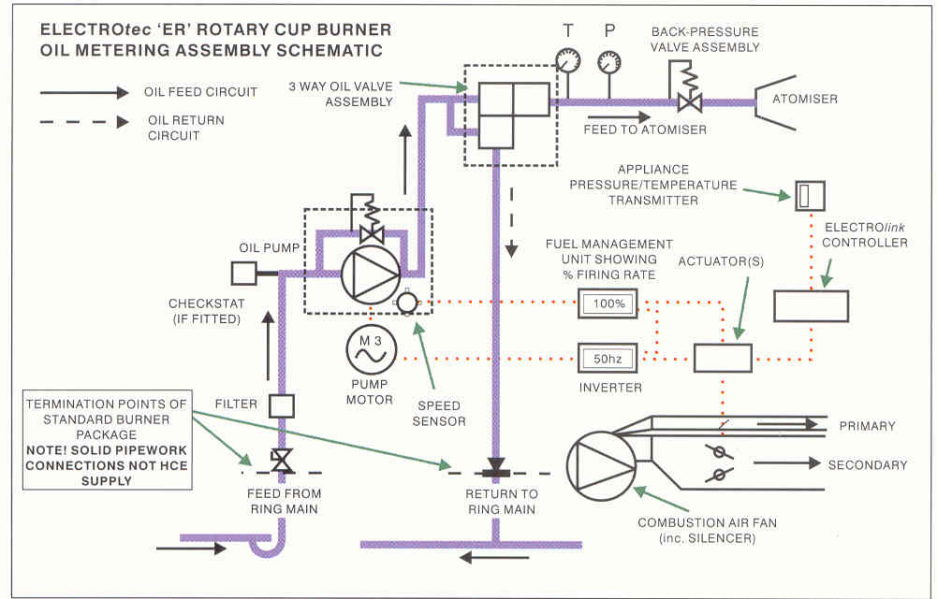 ELECTROtec ‘ER’ ROTARY CUP BURNER
OIL METERING ASSEMBLY SCHEMATIC
OIL FEED CIRCUIT
OIL RETURN
CIRCUIT
3 WAY OIL VALVE
ASSEMBLY
T
P
BACK-PRESSURE
VALVE ASSEMBLY
ATOMISER
FEED TO ATOMISER
APPLIANCE
PRESSURE/TEMPERATURE
TRANSMITTER
ELECTROlink
CONTROLLER
OIL PUMP
FUEL MANAGEMENT
UNIT SHOWING
% FIRING RATE
ACTUATOR(S)
CHECKSTAT
(IF FITTED)
100%
M 3
50hz
PUMP
MOTOR
INVERTER
SPEED
SENSOR
FILTER
TERMINATION POINTS OF
STANDARD BURNER
PACKAGE
NOTE! SOLID PIPEWORK
CONNECTIONS NOT HCE
SUPPLY
PRIMARY
SECONDARY
FEED FROM
RING MAIN
RETURN TO
RING MAIN
COMBUSTION AIR FAN
(inc. SILENCER)